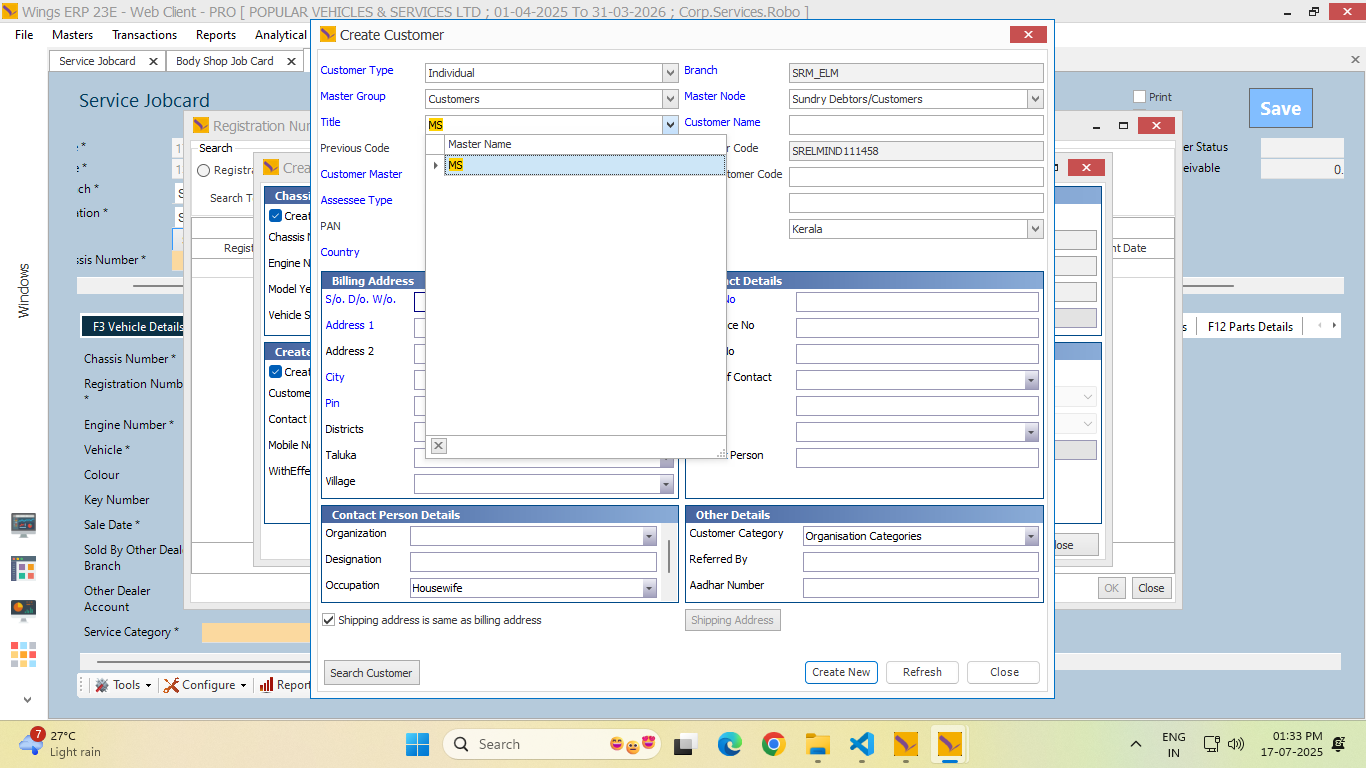 Wings ERP 23E - Web Client - PRO [ POPULAR VEHICLES & SERVICES LTD ; 01-04-2025 To 31-03-2026 ; Corp.Services.Robo ]
File Masters Transactions Reports Analytical
Service Jobcard
Body Shop Job Card
Service Jobcard
Print
Save
Registration Nu
Search
Registra
Search T
Regist
Windows
Chassis Number *
F3 Vehicle Details
F12 Parts Details
Chassis Number *
Registration Numb
*
Engine Number *
Vehicle *
Colour
Key Number
Sale Date *
Sold By Other Deal
Branch
Other Dealer
Account
Service Category *
Tools
Configure
Report
Chassi
Creat
Chassis N
Engine N
Model Ye
Vehicle S
Create
Creat
Custome
Contact
Mobile No
WithEffe
er Status
eivable
0.
nt Date
OK
Close
Create Customer
Customer Type Individual
Branch SRM_ELM
Master Group Customers
Master Node Sundry Debtors/Customers
Title MS
Customer Name
Master Name
MS
Previous Code
r Code SRELMIND111458
Customer Master
tomer Code
Assessee Type
PAN
Kerala
Country
Billing Address
S/o. D/o. W/o.
Address 1
Address 2
City
Pin
Districts
Taluka
Village
ct Details
No
ce No
No
f Contact
Person
Contact Person Details
Organization
Designation
Occupation Housewife
Other Details
Customer Category Organisation Categories
Referred By
Aadhar Number
Shipping address is same as billing address
Shipping Address
Search Customer
Create New
Refresh
Close
7
27°C
Light rain
Search
ENG
IN
01:33 PM
17-07-2025